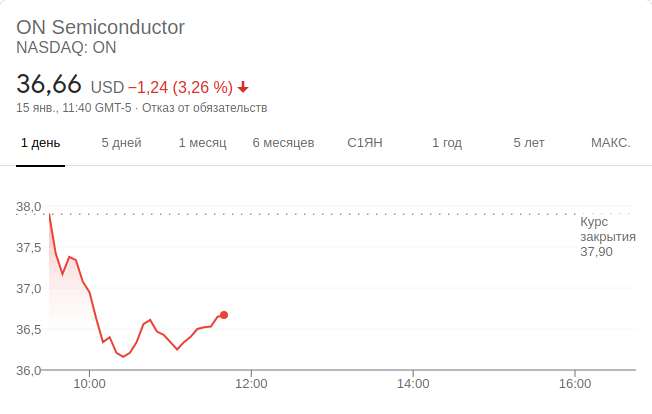 ON Semiconductor
NASDAQ: ON
36,66 USD −1,24 (3,26 %)
15 янв., 11:40 GMT-5 · Отказ от обязательств
1 день 5 дней 1 месяц 6 месяцев С1ЯН 1 год 5 лет МАКС.
38,0
Курс
закрытия
37,90
37,5
37,0
36,5
36,0
10:00 12:00 14:00 16:00